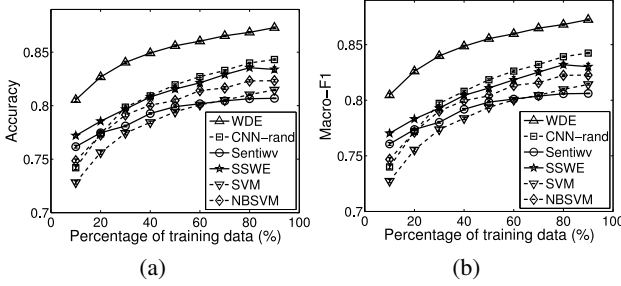 0.85
0.8
0.75
0.7
Accuracy
0 20 40 60 80 100
Percentage of training data (%)
WDE
CNN-rand
Sentiwv
SSWE
SVM
NBSVM
(a)
0.85
0.8
0.75
0.7
Macro-F1
0 20 40 60 80 100
Percentage of training data (%)
WDE
CNN-rand
Sentiwv
SSWE
SVM
NBSVM
(b)